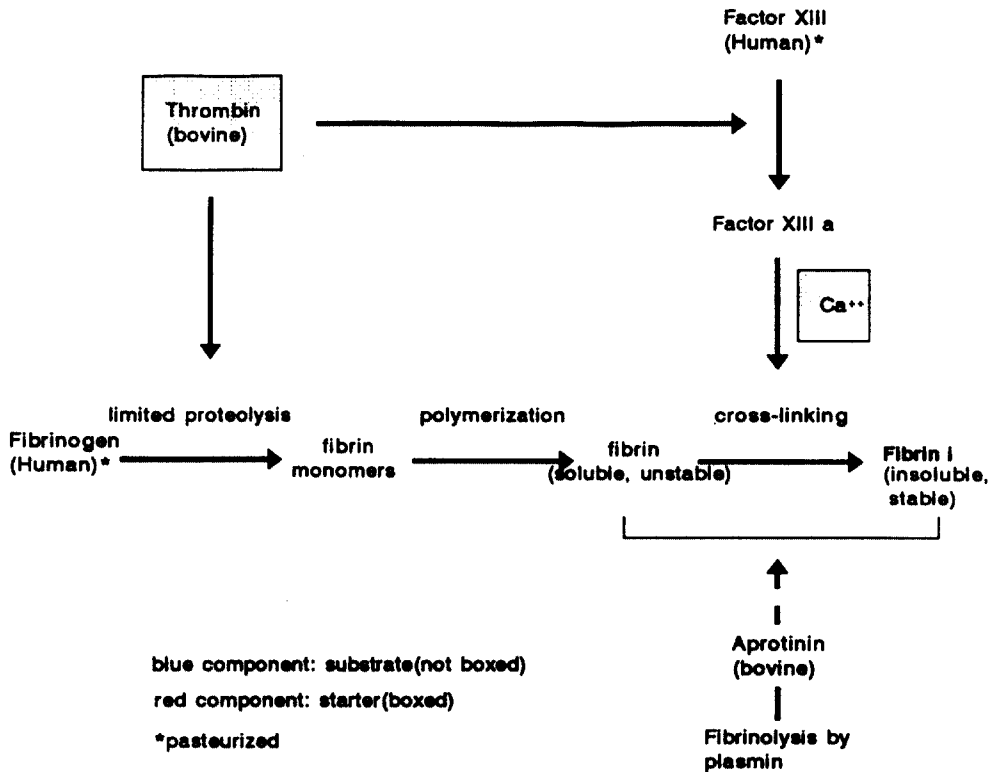 Factor XIII
(Human)*
Thrombin
(bovine)
Factor XIII a
Ca++
limited proteolysis
polymerization
cross-linking
Fibrinogen
(Human)*
fibrin
monomers
fibrin
(soluble, unstable)
Fibrin i
(insoluble,
stable)
Aprotinin
(bovine)
blue component: substrate(not boxed)
red component: starter(boxed)
*pasteurized
Fibrinolysis by
plasmin